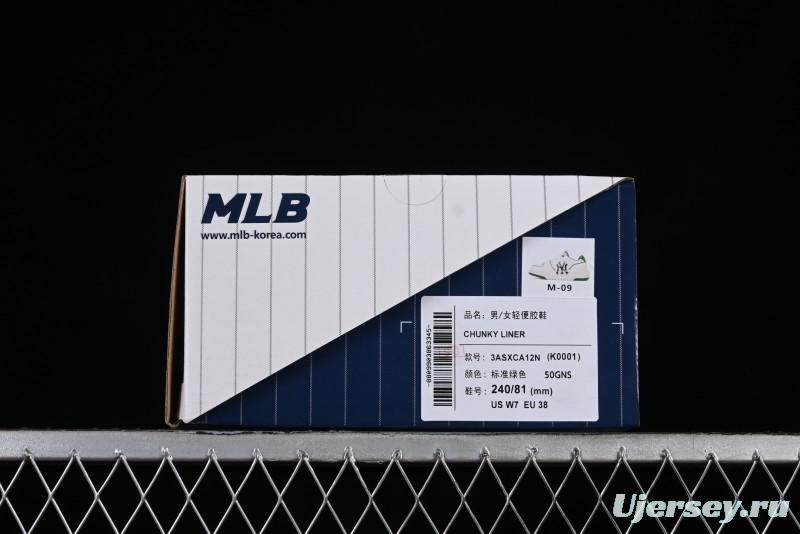 MLB
www.mlb-korea.com
NY
M-09
品名: 男/女轻便胶鞋
CHUNKY LINER
款号: 3ASXCA12N (K0001)
颜色: 标准绿色 50GNS
鞋号: 240/81 (mm)
US W7 EU 38
-8809903863345-
Ujersey.ru